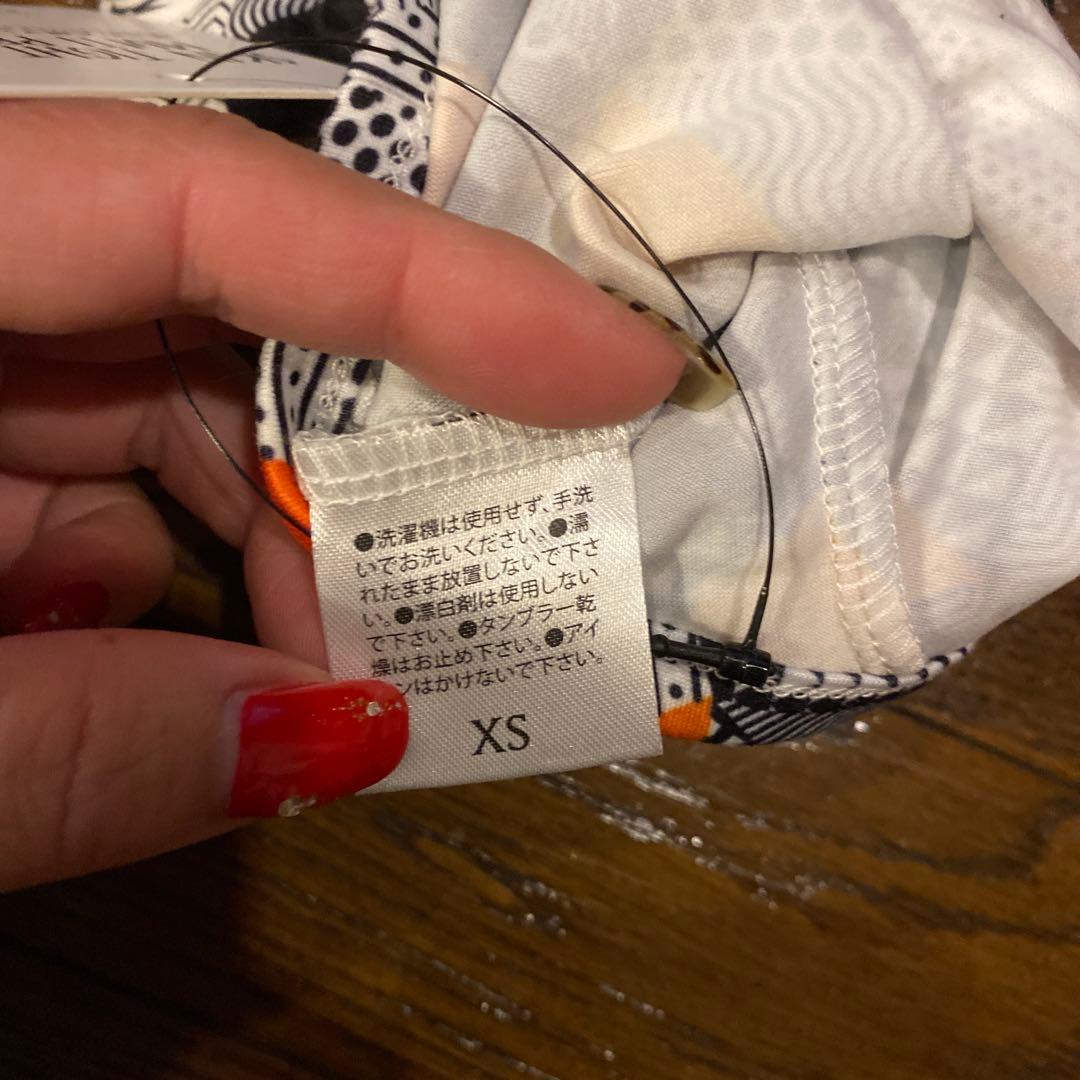 ●洗濯機は使用せず、手洗
いでお洗いください。●濡
れたまま放置しないで下さ
い。●漂白剤は使用しない
で下さい。●タンブラー乾
燥はお止め下さい。●アイ
ンはかけないで下さい。
XS